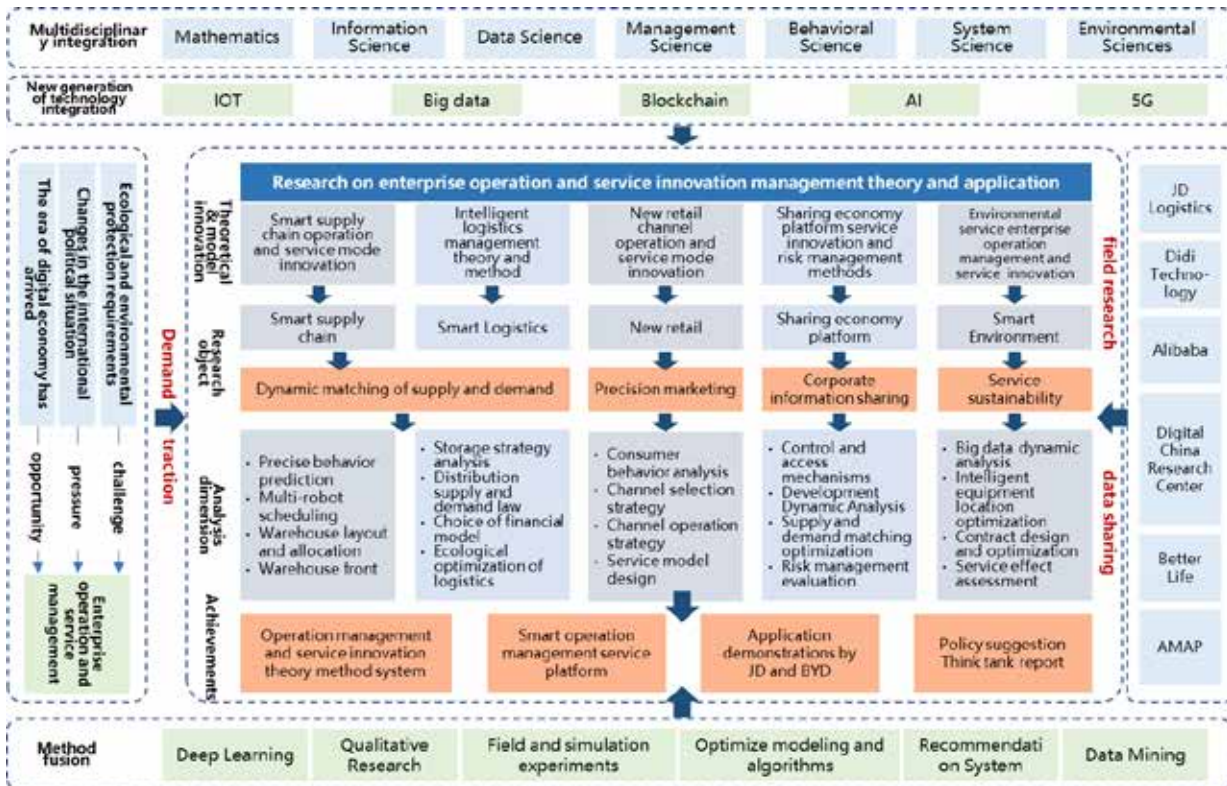 Multidisciplinar
y integration
Mathematics
Information
Science
Data Science
Management
Science
Behavioral
Science
System
Science
Environmental
Sciences
New generation
of technology
integration
IOT
Big data
Blockchain
AI
5G
The era of digital economy has
arrived
Changes in the international
political situation
Ecological and environmental
protection requirements
opportunity
pressure
challenge
Enterprise
operation and
service
management
Demand
traction
Research on enterprise operation and service innovation management theory and application
Theoretical
& model
innovation
Smart supply
chain operation
and service mode
innovation
Intelligent
logistics
management
theory and
method
New retail
channel
operation and
service mode
innovation
Sharing economy
platform service
innovation and
risk management
methods
Environmental
service enterprise
operation
management and
service innovation
Research
object
Smart supply
chain
Smart Logistics
New retail
Sharing economy
platform
Smart
Environment
Dynamic matching of supply and demand
Precision marketing
Corporate
information sharing
Service
sustainability
Analysis
dimension
• Precise behavior
prediction
• Multi-robot
scheduling
• Warehouse layout
and allocation
• Warehouse front
• Storage strategy
analysis
• Distribution
supply and
demand law
• Choice of financial
model
• Ecological
optimization of
logistics
• Consumer
behavior analysis
• Channel selection
strategy
• Channel operation
strategy
• Service model
design
• Control and
access
mechanisms
• Development
Dynamic Analysis
• Supply and
demand matching
optimization
• Risk management
evaluation
• Big data dynamic
analysis
• Intelligent
equipment
location
optimization
• Contract design
and optimization
• Service effect
assessment
Achievements
Operation management
and service innovation
theory method system
Smart operation
management service
platform
Application
demonstrations by
JD and BYD
Policy suggestion
Think tank report
field research
data sharing
JD
Logistics
Didi
Techno-
logy
Alibaba
Digital
China
Research
Center
Better
Life
AMAP
Method
fusion
Deep Learning
Qualitative
Research
Field and simulation
experiments
Optimize modeling and
algorithms
Recommendati
on System
Data Mining